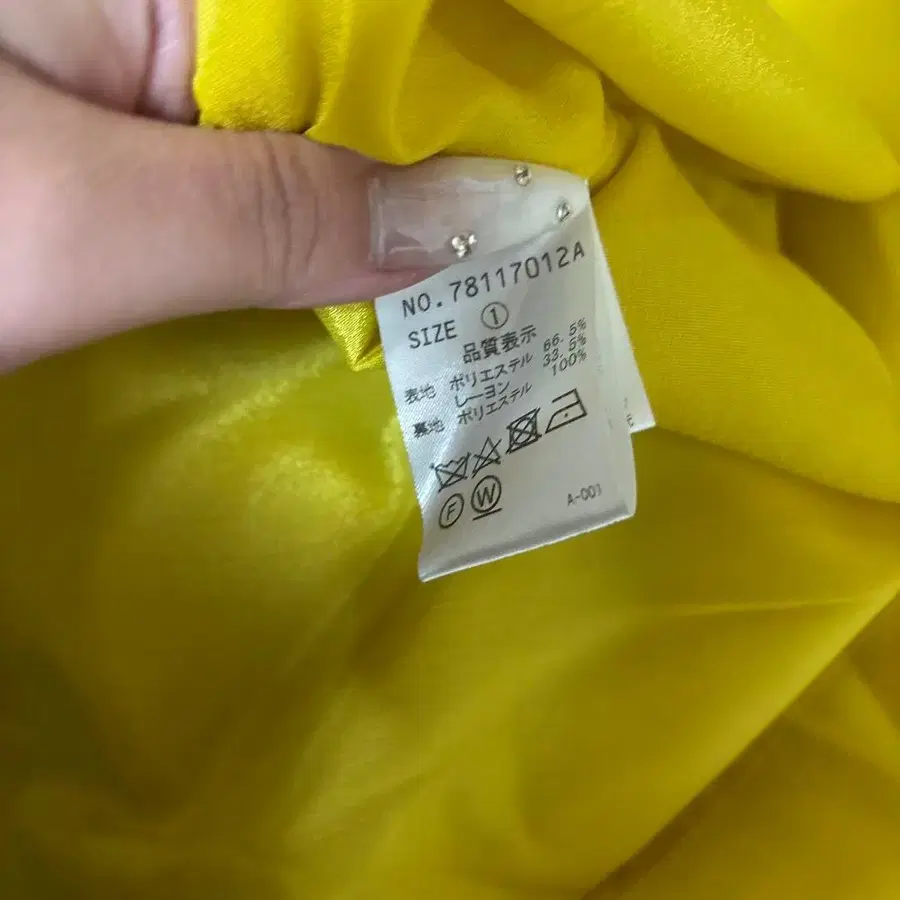 NO.78117012A
SIZE ①
品質表示
表地 ポリエステル 66.5%
レーヨン 33.5%
裏地 ポリエステル 100%
F W
A-003